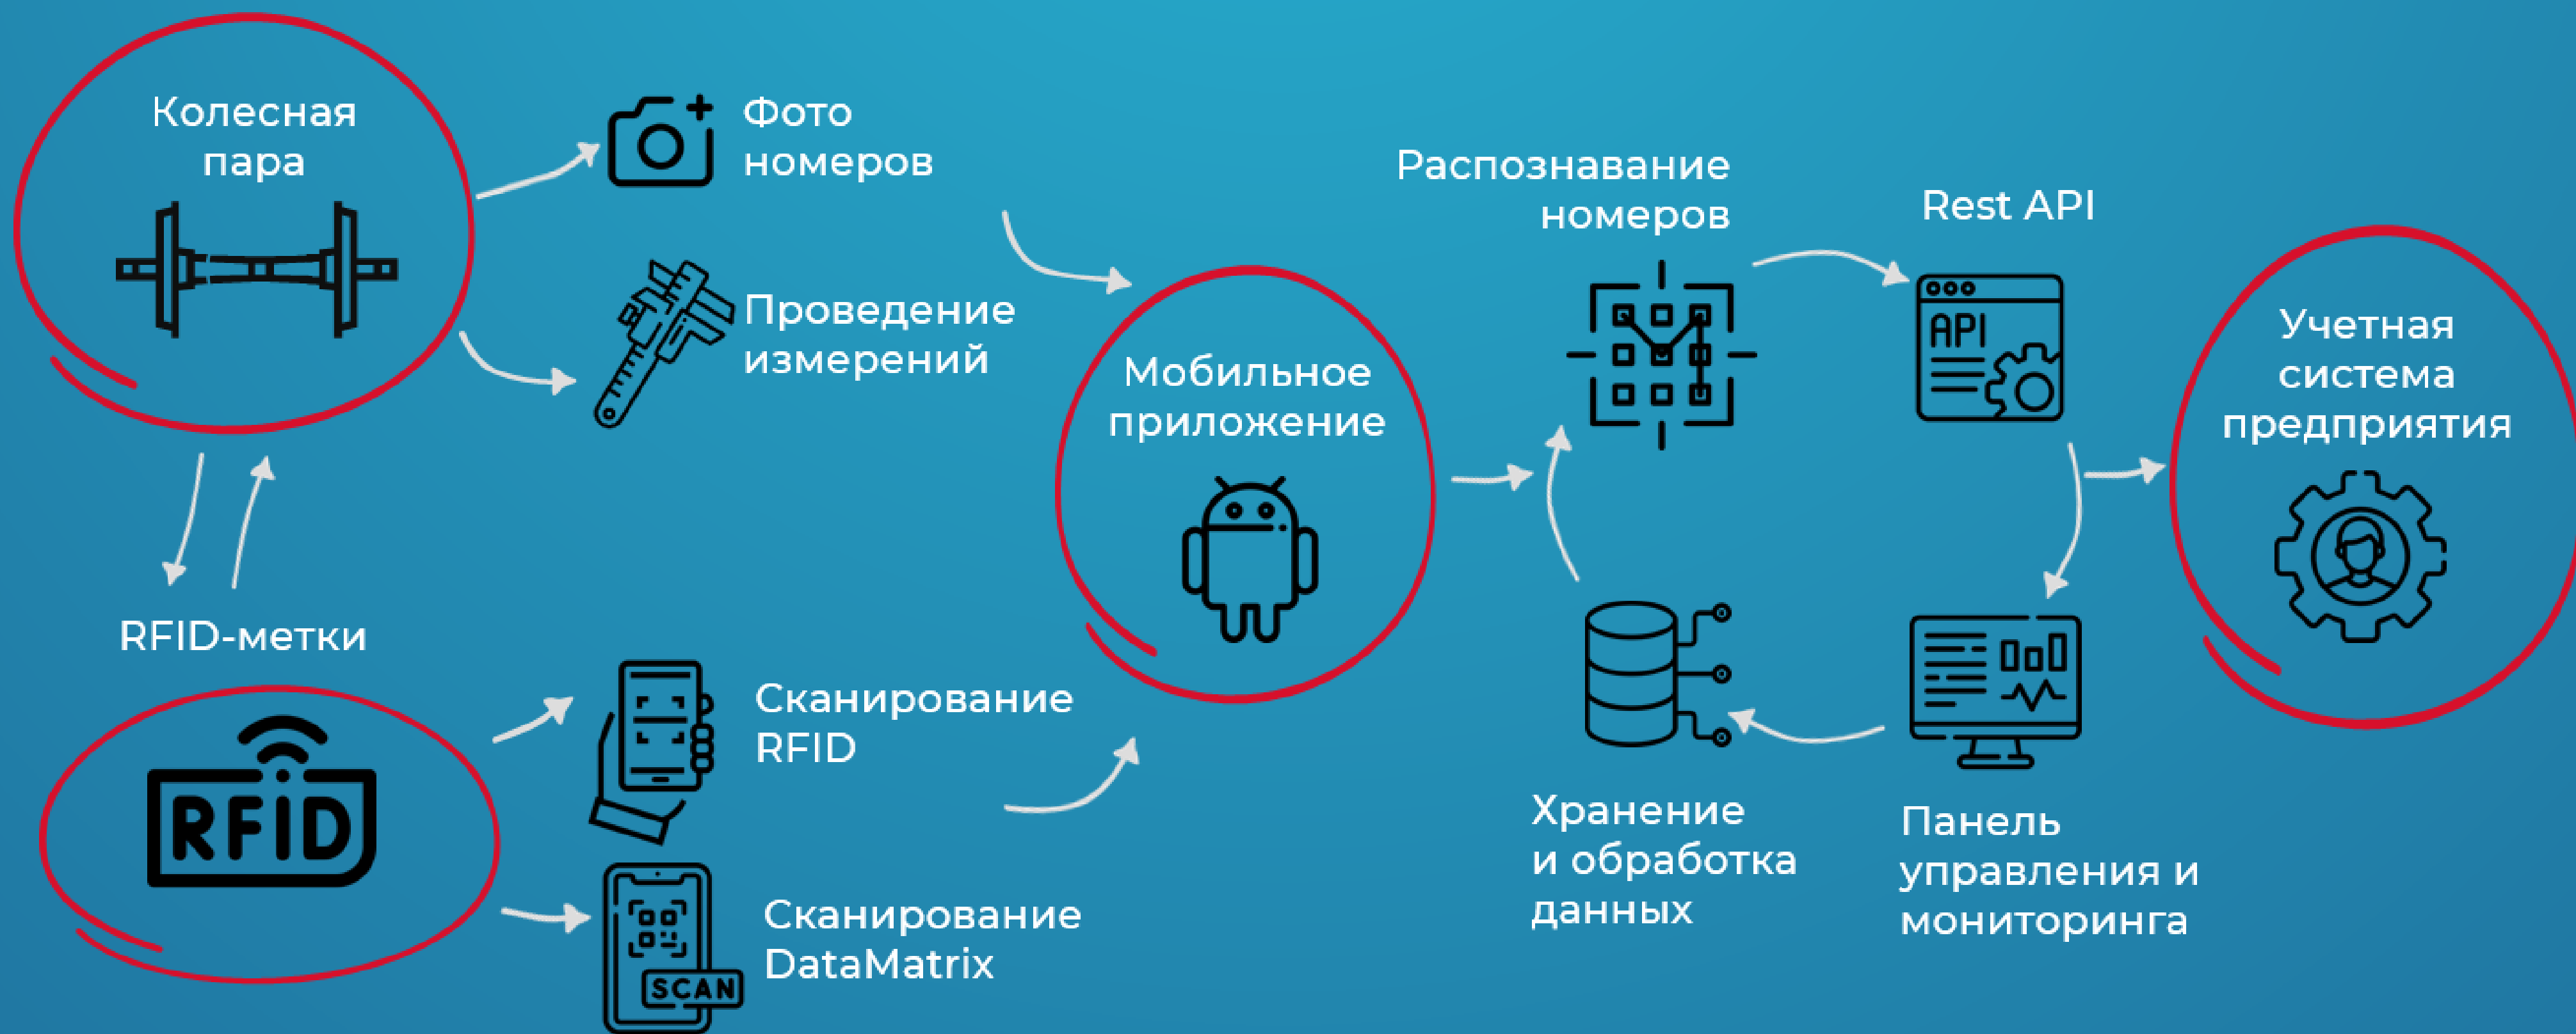 Колесная
пара
Фото
номеров
Проведение
измерений
RFID-метки
RFID
Сканирование
RFID
Сканирование
DataMatrix
SCAN
Мобильное
приложение
Распознавание
номеров
Rest API
API
Хранение
и обработка
данных
Панель
управления и
мониторинга
Учетная
система
предприятия